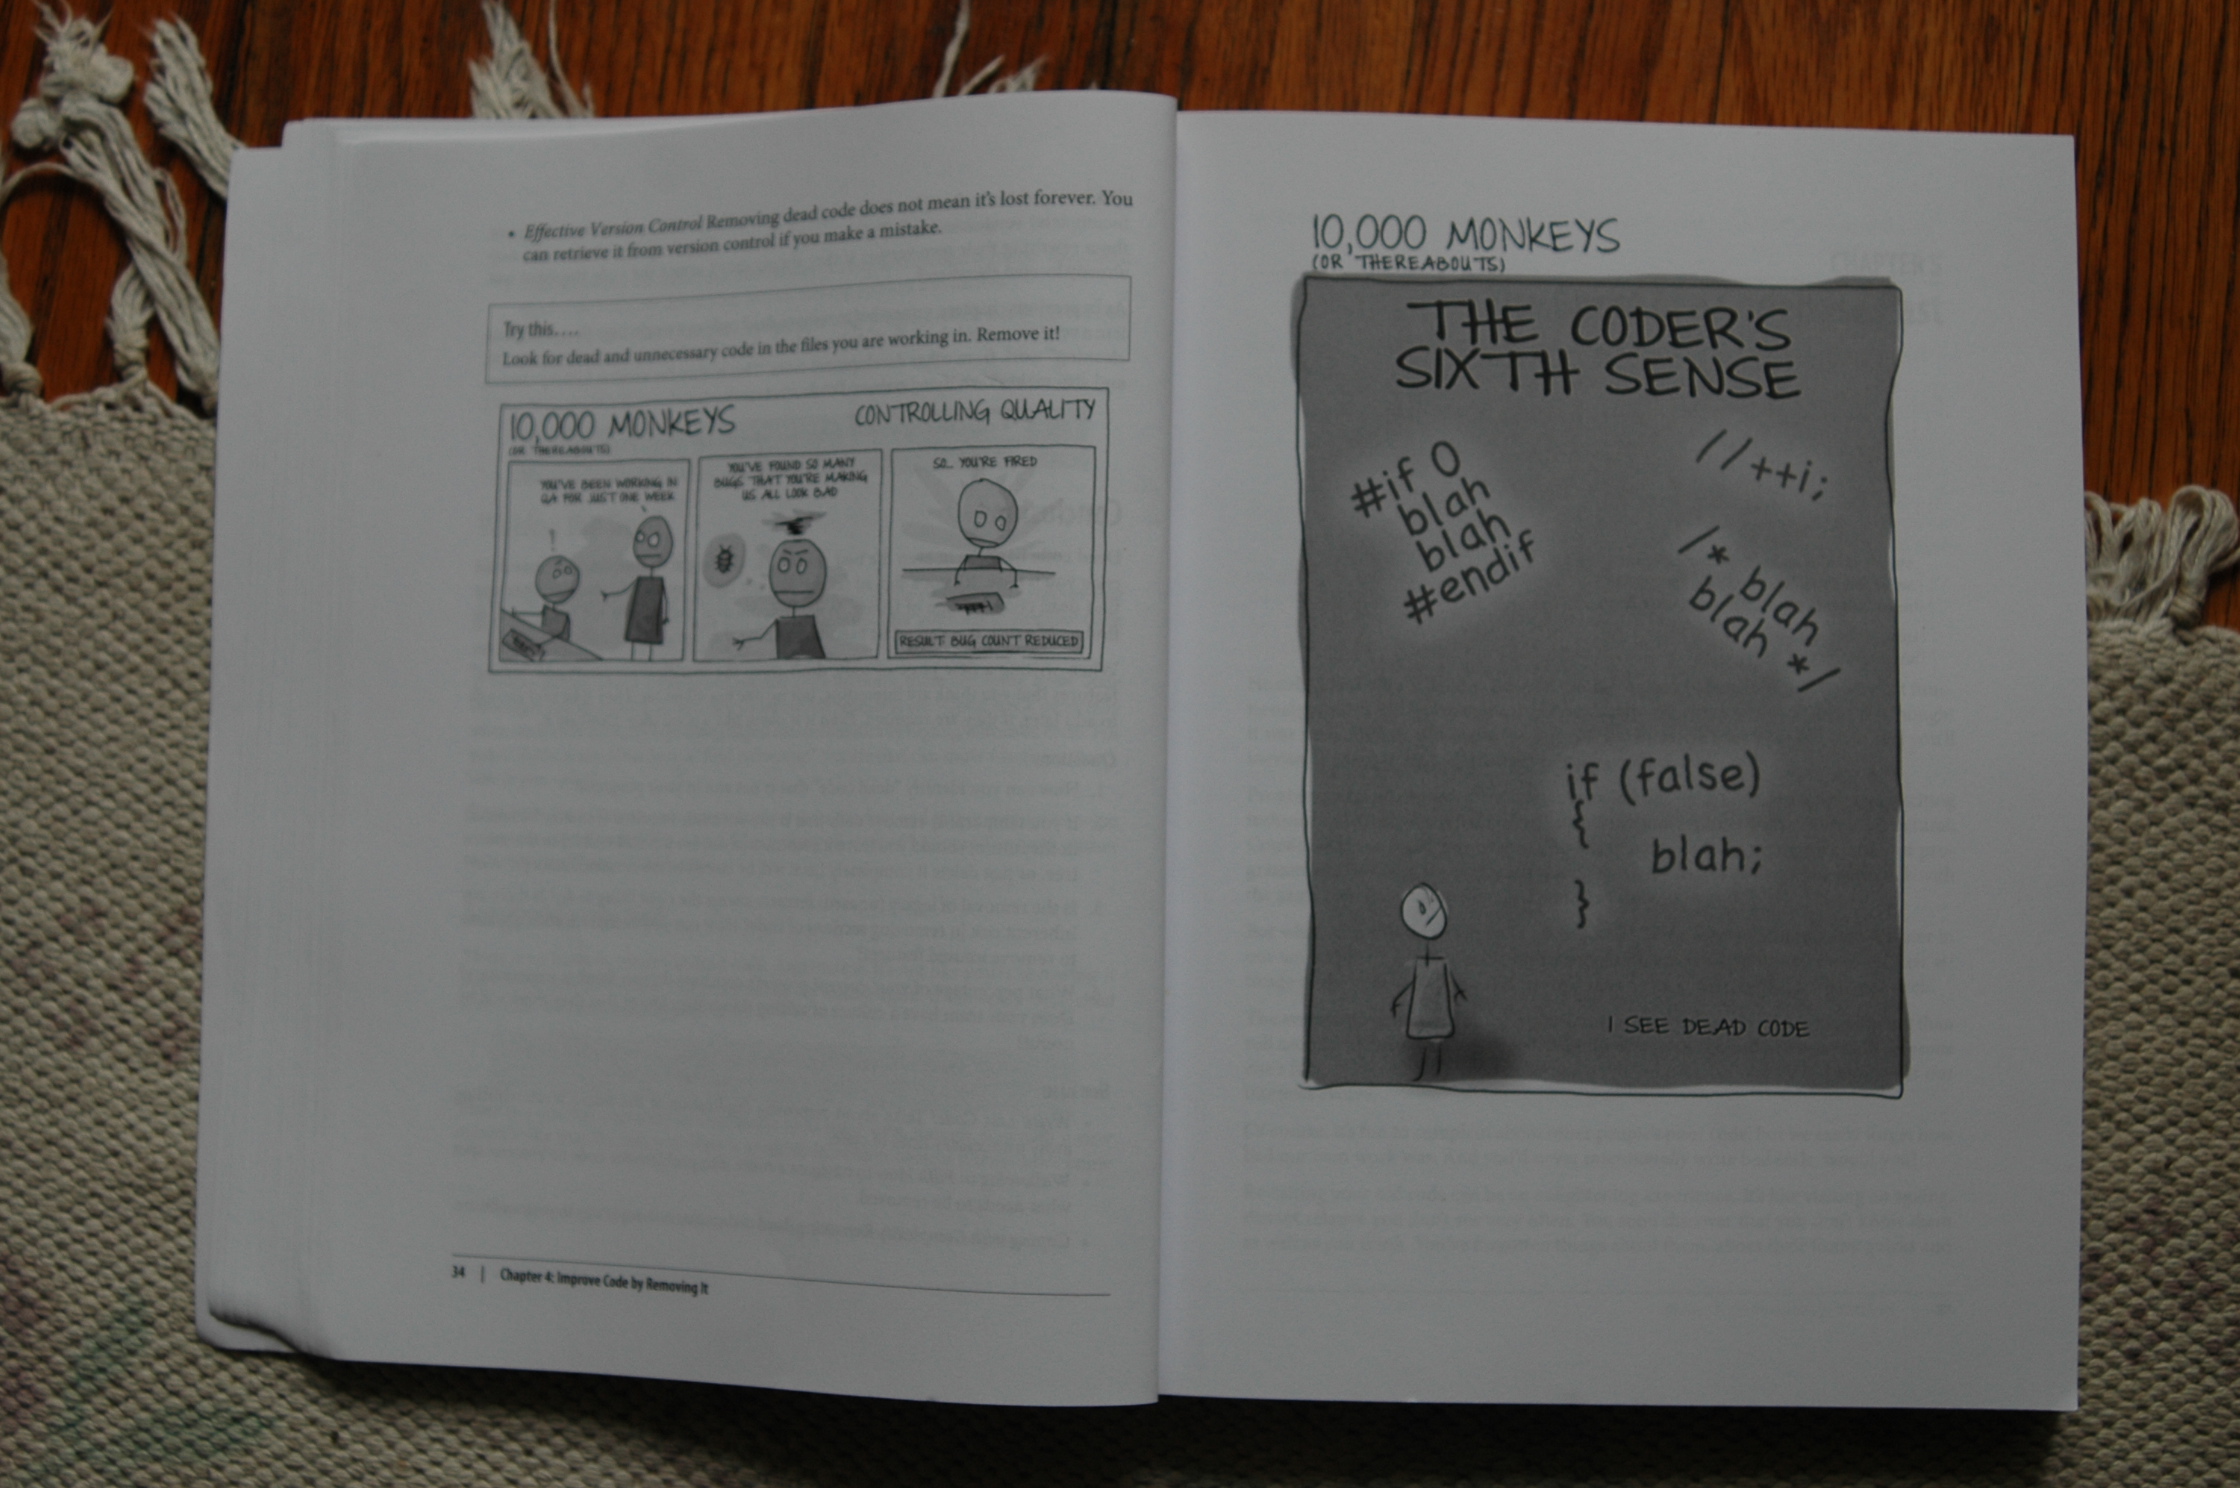 • Effective Version Control Removing dead code does not mean it's lost forever. You
can retrieve it from version control if you make a mistake.
Try this....
Look for dead and unnecessary code in the files you are working in. Remove it!
10,000 MONKEYS
(OR THEREABOUTS)
CONTROLLING QUALITY
YOU'VE BEEN WORKING IN
QA FOR JUST ONE WEEK
YOU'VE FOUND SO MANY
BUGS THAT YOU'RE MAKING
US ALL LOOK BAD
SO... YOU'RE FIRED
RESULT: BUG COUNT REDUCED
34 | Chapter 4: Improve Code by Removing It
10,000 MONKEYS
(OR THEREABOUTS)
THE CODER'S
SIXTH SENSE
#if 0
blah
blah
#endif
//++i;
/* blah
blah */
if (false)
{
blah;
}
I SEE DEAD CODE